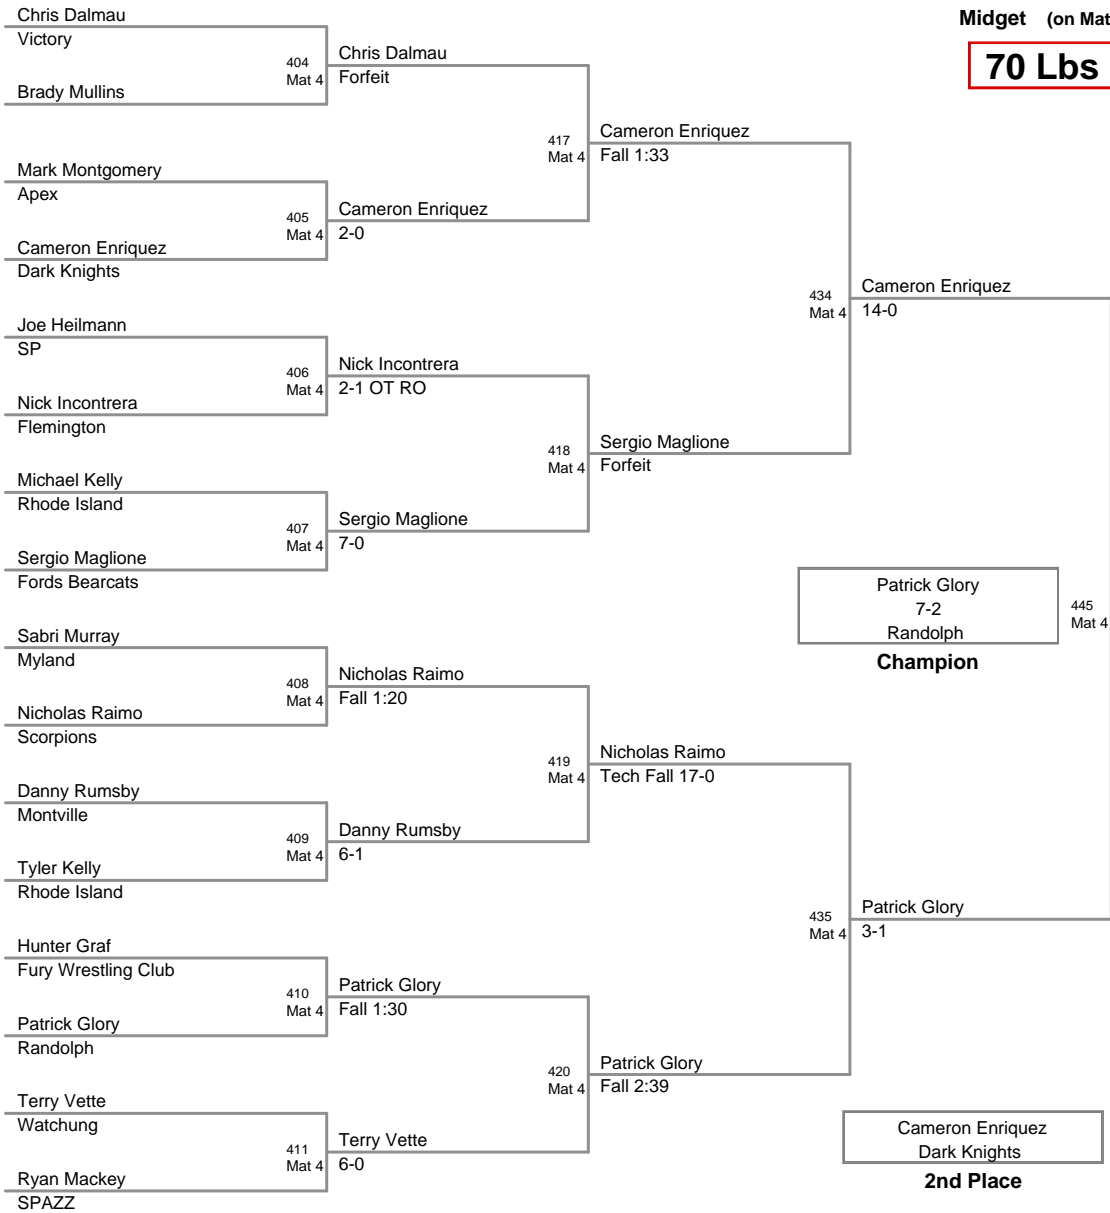 Midget (on Mat
70 Lbs
Chris Dalmau
Victory
404
Mat 4
Brady Mullins
Chris Dalmau
Forfeit
Mark Montgomery
Apex
405
Mat 4
Cameron Enriquez
Dark Knights
Cameron Enriquez
2-0
417
Mat 4
Cameron Enriquez
Fall 1:33
Joe Heilmann
SP
406
Mat 4
Nick Incontrera
Flemington
Nick Incontrera
2-1 OT RO
Michael Kelly
Rhode Island
407
Mat 4
Sergio Maglione
Fords Bearcats
Sergio Maglione
7-0
418
Mat 4
Sergio Maglione
Forfeit
434
Mat 4
Cameron Enriquez
14-0
Sabri Murray
Myland
408
Mat 4
Nicholas Raimo
Scorpions
Nicholas Raimo
Fall 1:20
Danny Rumsby
Montville
409
Mat 4
Tyler Kelly
Rhode Island
Danny Rumsby
6-1
419
Mat 4
Nicholas Raimo
Tech Fall 17-0
Hunter Graf
Fury Wrestling Club
410
Mat 4
Patrick Glory
Randolph
Patrick Glory
Fall 1:30
Terry Vette
Watchung
411
Mat 4
Ryan Mackey
SPAZZ
Terry Vette
6-0
420
Mat 4
Patrick Glory
Fall 2:39
435
Mat 4
Patrick Glory
3-1
445
Mat 4
Patrick Glory
7-2
Randolph
Champion
Cameron Enriquez
Dark Knights
2nd Place